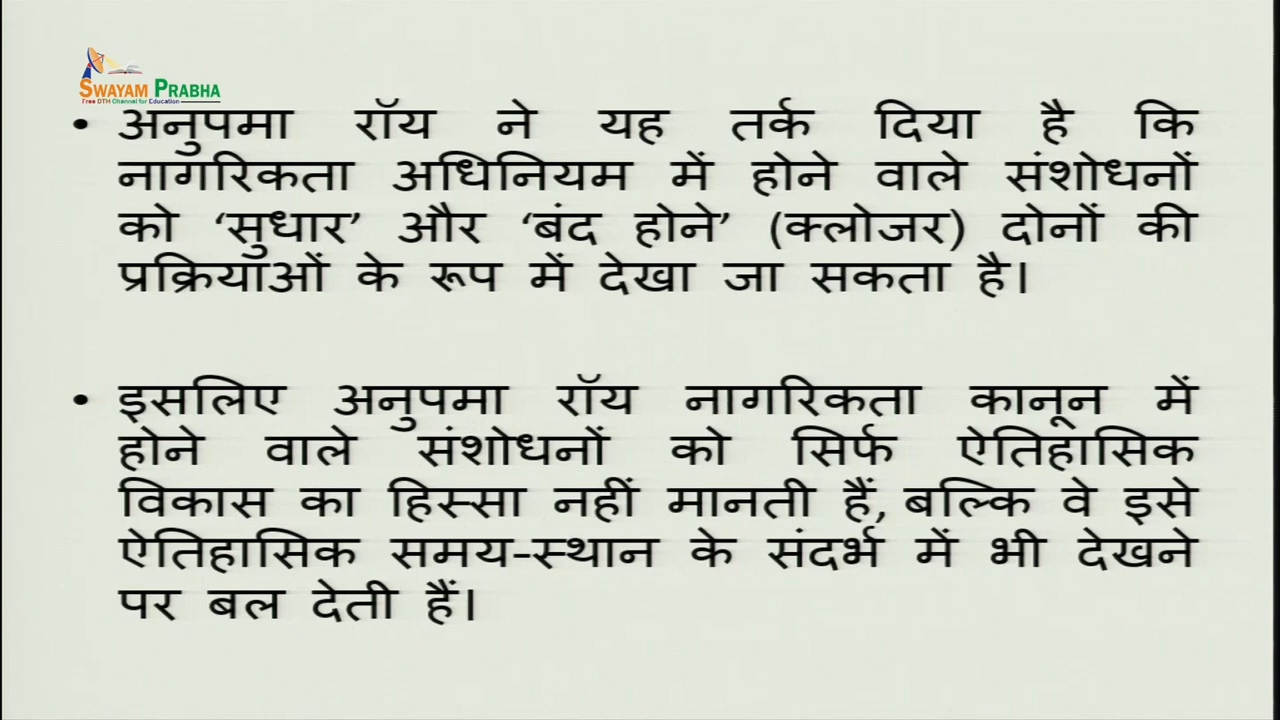 SWAYAM PRABHA
Free DTH Channel for Education
• अनुपमा रॉय ने यह तर्क दिया है कि
नागरिकता अधिनियम में होने वाले संशोधनों
को ‘सुधार’ और ‘बंद होने’ (क्लोजर) दोनों की
प्रक्रियाओं के रूप में देखा जा सकता है।
• इसलिए अनुपमा रॉय नागरिकता कानून में
होने वाले संशोधनों को सिर्फ ऐतिहासिक
विकास का हिस्सा नहीं मानती हैं, बल्कि वे इसे
ऐतिहासिक समय-स्थान के संदर्भ में भी देखने
पर बल देती हैं।